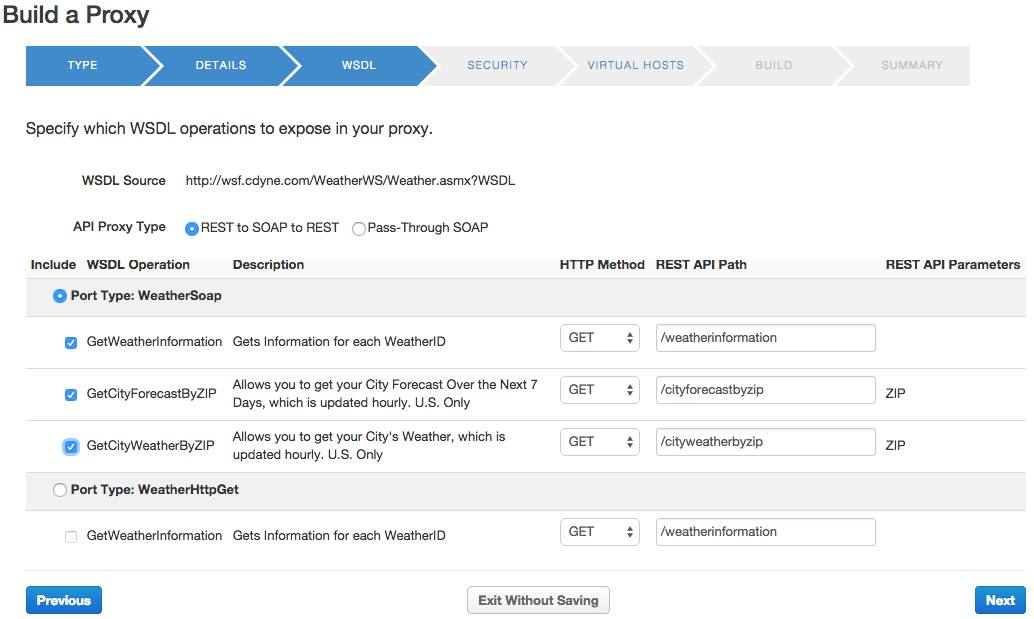 Build a Proxy
TYPE DETAILS WSDL SECURITY VIRTUAL HOSTS BUILD SUMMARY
Specify which WSDL operations to expose in your proxy.
WSDL Source http://wsf.cdyne.com/WeatherWS/Weather.asmx?WSDL
API Proxy Type REST to SOAP to REST Pass-Through SOAP
Include WSDL Operation Description HTTP Method REST API Path REST API Parameters
Port Type: WeatherSoap
GetWeatherInformation Gets Information for each WeatherID GET /weatherinformation
GetCityForecastByZIP Allows you to get your City Forecast Over the Next 7
Days, which is updated hourly. U.S. Only GET /cityforecastbyzip ZIP
GetCityWeatherByZIP Allows you to get your City's Weather, which is
updated hourly. U.S. Only GET /cityweatherbyzip ZIP
Port Type: WeatherHttpGet
GetWeatherInformation Gets Information for each WeatherID GET /weatherinformation
Previous Exit Without Saving Next